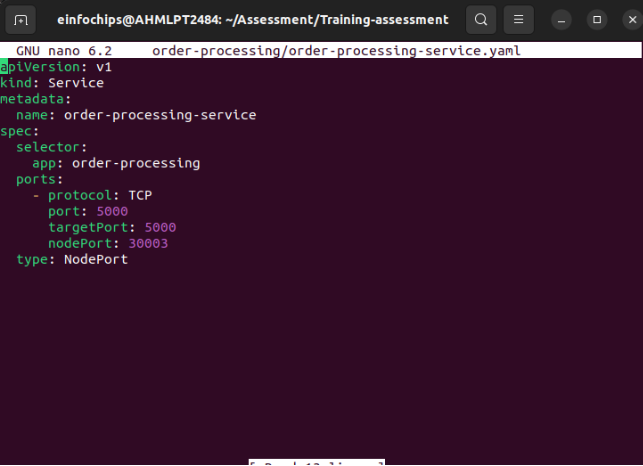 einfochips@AHMLPT2484: ~/Assessment/Training-assessment
GNU nano 6.2 order-processing/order-processing-service.yaml
apiVersion: v1
kind: Service
metadata:
  name: order-processing-service
spec:
  selector:
    app: order-processing
  ports:
    - protocol: TCP
      port: 5000
      targetPort: 5000
      nodePort: 30003
  type: NodePort